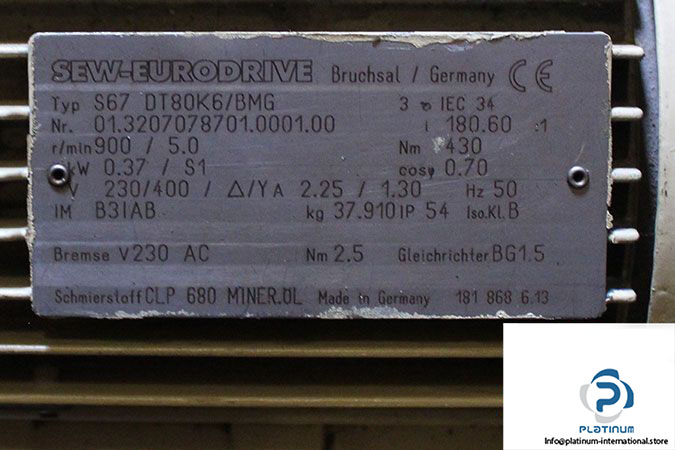 SEW-EURODRIVE Bruchsal / Germany CE
Typ S67 DT80K6/BMG 3 ~ IEC 34
Nr. 01.3207078701.0001.00 i 180.60 :1
r/min 900 / 5.0 Nm 430
kW 0.37 / S1 cosφ 0.70
V 230/400 / Δ/Y A 2.25 / 1.30 Hz 50
IM B3IAB kg 37.910 IP 54 Iso.Kl. B
Bremse V 230 AC Nm 2.5 Gleichrichter BG1.5
Schmierstoff CLP 680 MINER.ÖL Made in Germany 181 868 6.13
PLATINUM
Info@platinum-international.store